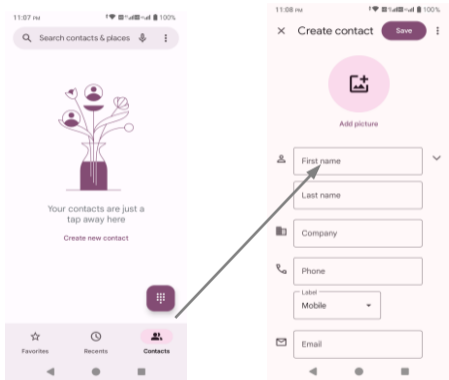 11:07 PM
100%
Search contacts & places
Your contacts are just a
tap away here
Create new contact
Favorites
Recents
Contacts
11:08 PM
100%
Create contact
Save
Add picture
First name
Last name
Company
Phone
Label
Mobile
Email